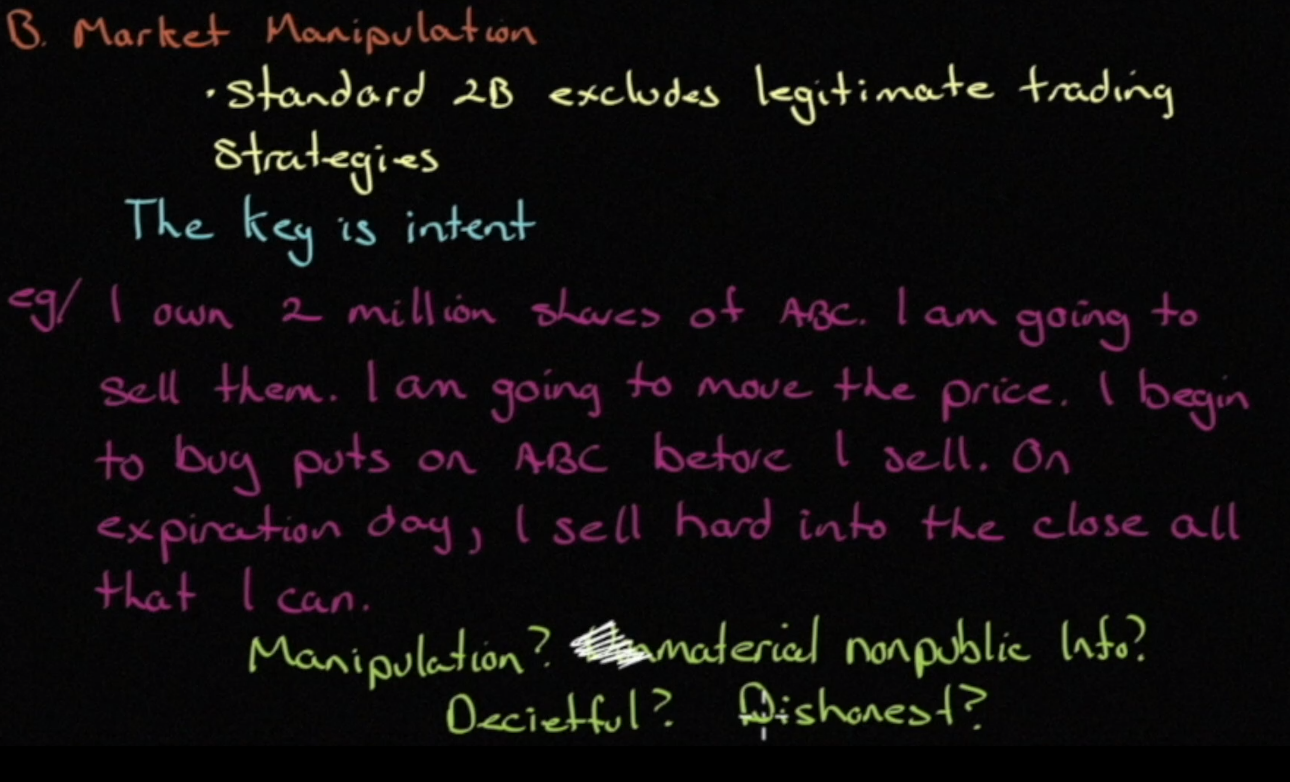 B. Market Manipulation
• Standard 2B excludes legitimate trading
Strategies
The key is intent
eg/ I own 2 million shares of ABC. I am going to
sell them. I am going to move the price. I begin
to buy puts on ABC before I sell. On
expiration day, I sell hard into the close all
that I can.
Manipulation? material nonpublic Info?
Decietful? Dishonest?